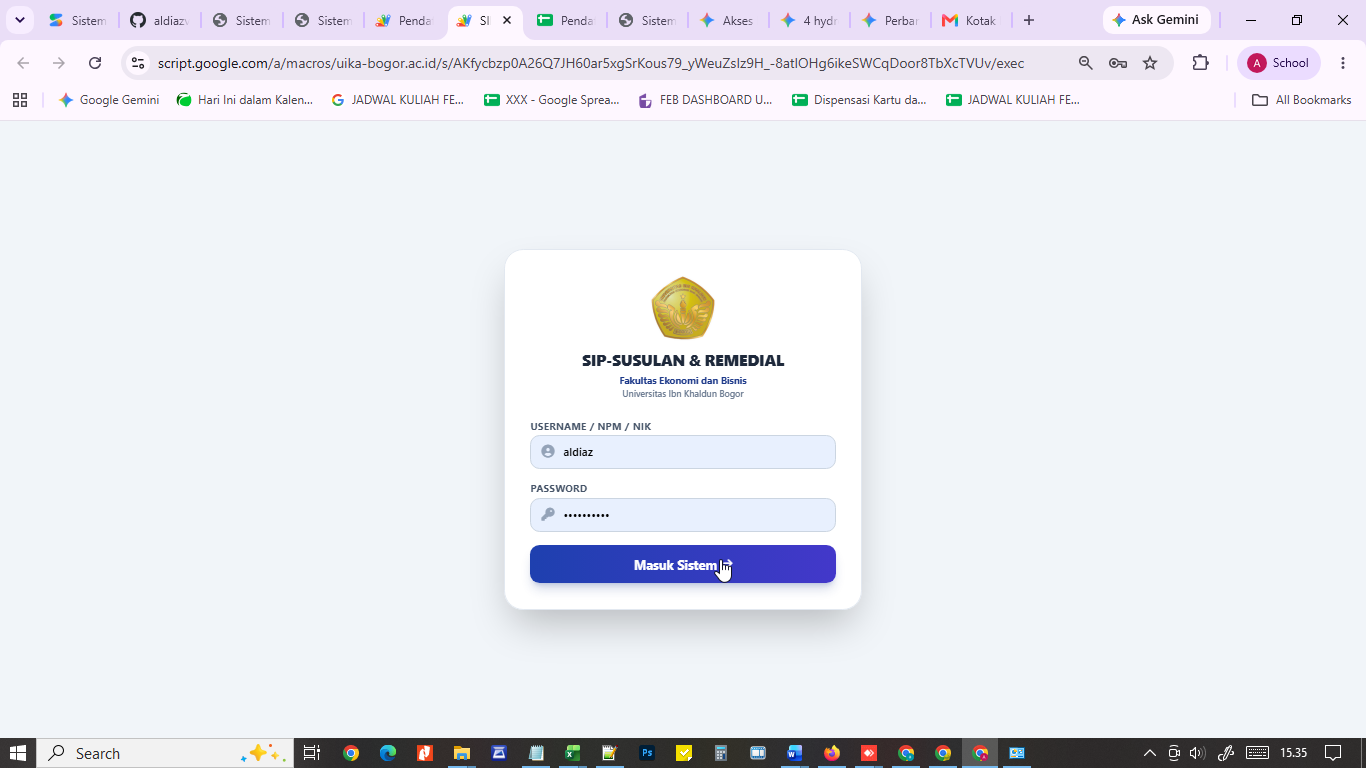 Sistem
aldiazv
Sistem
Sistem
Penda
SI
Penda
Sistem
Akses
4 hydr
Perbar
Kotak
Ask Gemini
script.google.com/a/macros/uika-bogor.ac.id/s/AKfycbzp0A26Q7JH60ar5xgSrKous79_yWeuZsIz9H_-8atIOHg6ikeSWCqDoor8TbXcTVUv/exec
A
School
Google Gemini
Hari Ini dalam Kalen...
JADWAL KULIAH FE...
XXX - Google Sprea...
FEB DASHBOARD U...
Dispensasi Kartu da...
JADWAL KULIAH FE...
All Bookmarks
SIP-SUSULAN & REMEDIAL
Fakultas Ekonomi dan Bisnis
Universitas Ibn Khaldun Bogor
USERNAME / NPM / NIK
aldiaz
PASSWORD
••••••••••
Masuk Sistem
Search
15.35